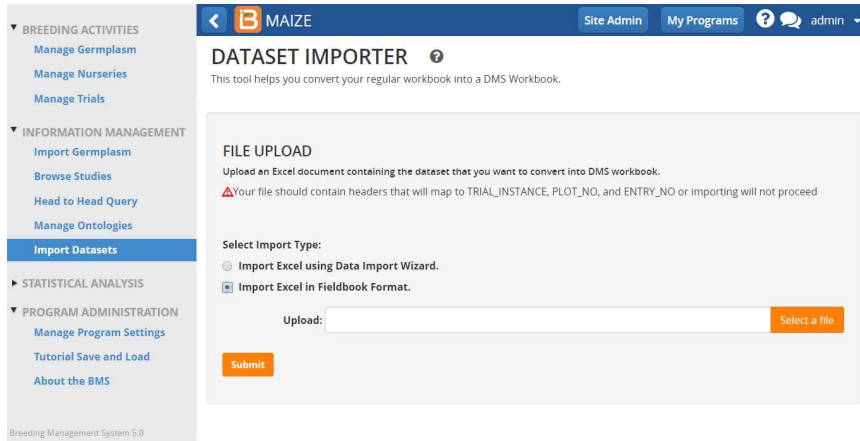 BREEDING ACTIVITIES
Manage Germplasm
Manage Nurseries
Manage Trials
INFORMATION MANAGEMENT
Import Germplasm
Browse Studies
Head to Head Query
Manage Ontologies
Import Datasets
STATISTICAL ANALYSIS
PROGRAM ADMINISTRATION
Manage Program Settings
Tutorial Save and Load
About the BMS
Breeding Management System 5.0
B MAIZE Site Admin My Programs ? admin
DATASET IMPORTER ?
This tool helps you convert your regular workbook into a DMS Workbook.
FILE UPLOAD
Upload an Excel document containing the dataset that you want to convert into DMS workbook.
Your file should contain headers that will map to TRIAL_INSTANCE, PLOT_NO, and ENTRY_NO or importing will not proceed
Select Import Type:
Import Excel using Data Import Wizard.
Import Excel in Fieldbook Format.
Upload: Select a file
Submit